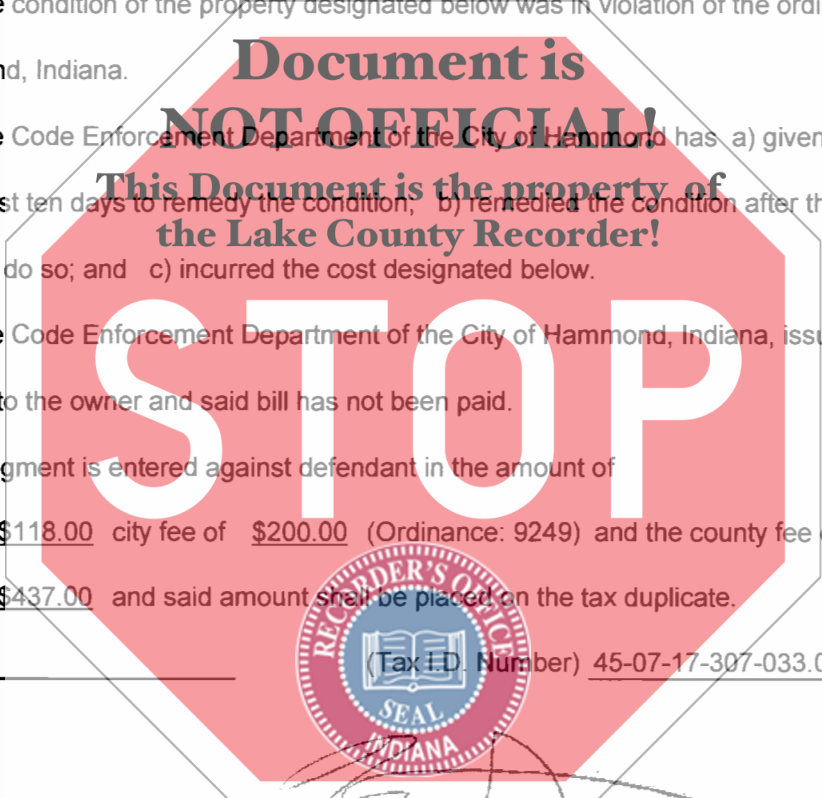 condition of the property designated below was in violation of the
Document is
nd, Indiana.
NOT OFFICIAL!
Code Enforcement Department of the City of Hammond has a) given
This Document is the property of
st ten days to remedy the condition; b) remedied the condition after
the Lake County Recorder!
do so; and c) incurred the cost designated below.
Code Enforcement Department of the City of Hammond, Indiana,
STOP
to the owner and said bill has not been paid.
gment is entered against defendant in the amount of
$118.00 city fee of $200.00 (Ordinance: 9249) and the county fee
$437.00 and said amount shall be placed on the tax duplicate.
RECORDER'S OFFICE
(Tax I.D. Number) 45-07-17-307-033.0
SEAL
INDIANA